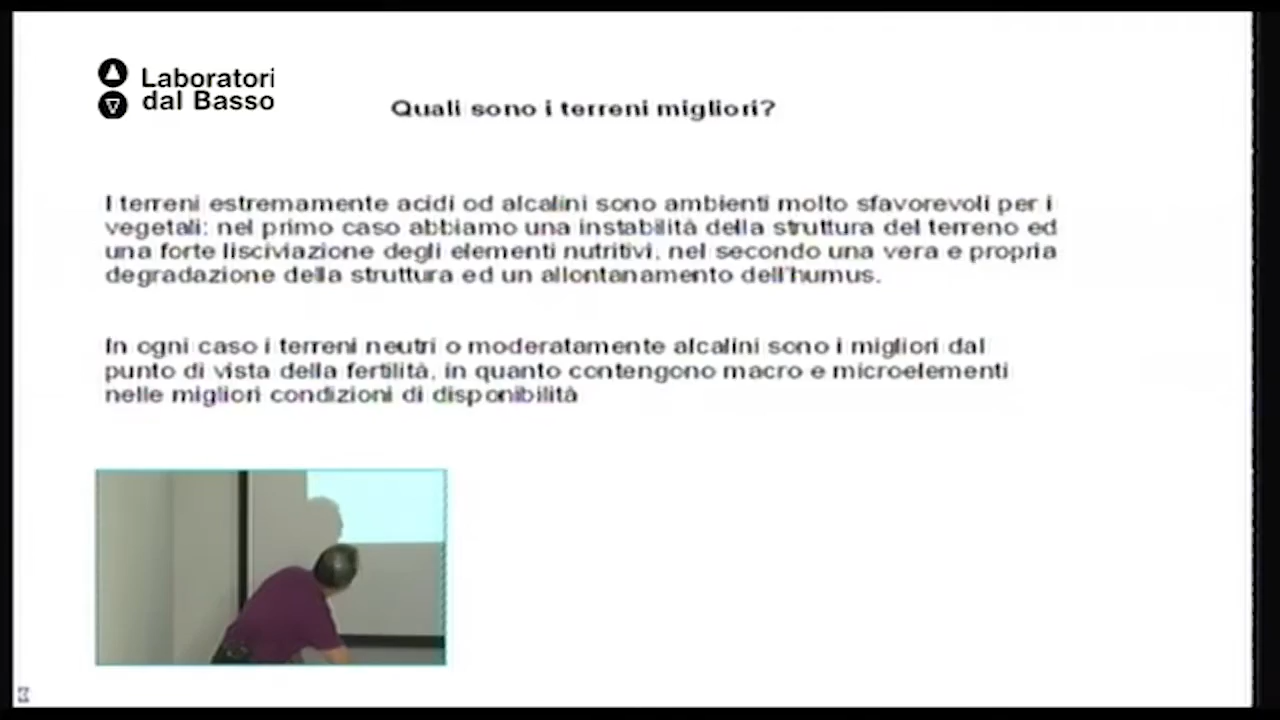 Laboratori
dal Basso
Quali sono i terreni migliori?
I terreni estremamente acidi od alcalini sono ambienti molto sfavorevoli per i
vegetali: nel primo caso abbiamo una instabilità della struttura del terreno ed
una forte lisciviazione degli elementi nutritivi, nel secondo una vera e propria
degradazione della struttura ed un allontanamento dell'humus.
In ogni caso i terreni neutri o moderatamente alcalini sono i migliori dal
punto di vista della fertilità, in quanto contengono macro e microelementi
nelle migliori condizioni di disponibilità